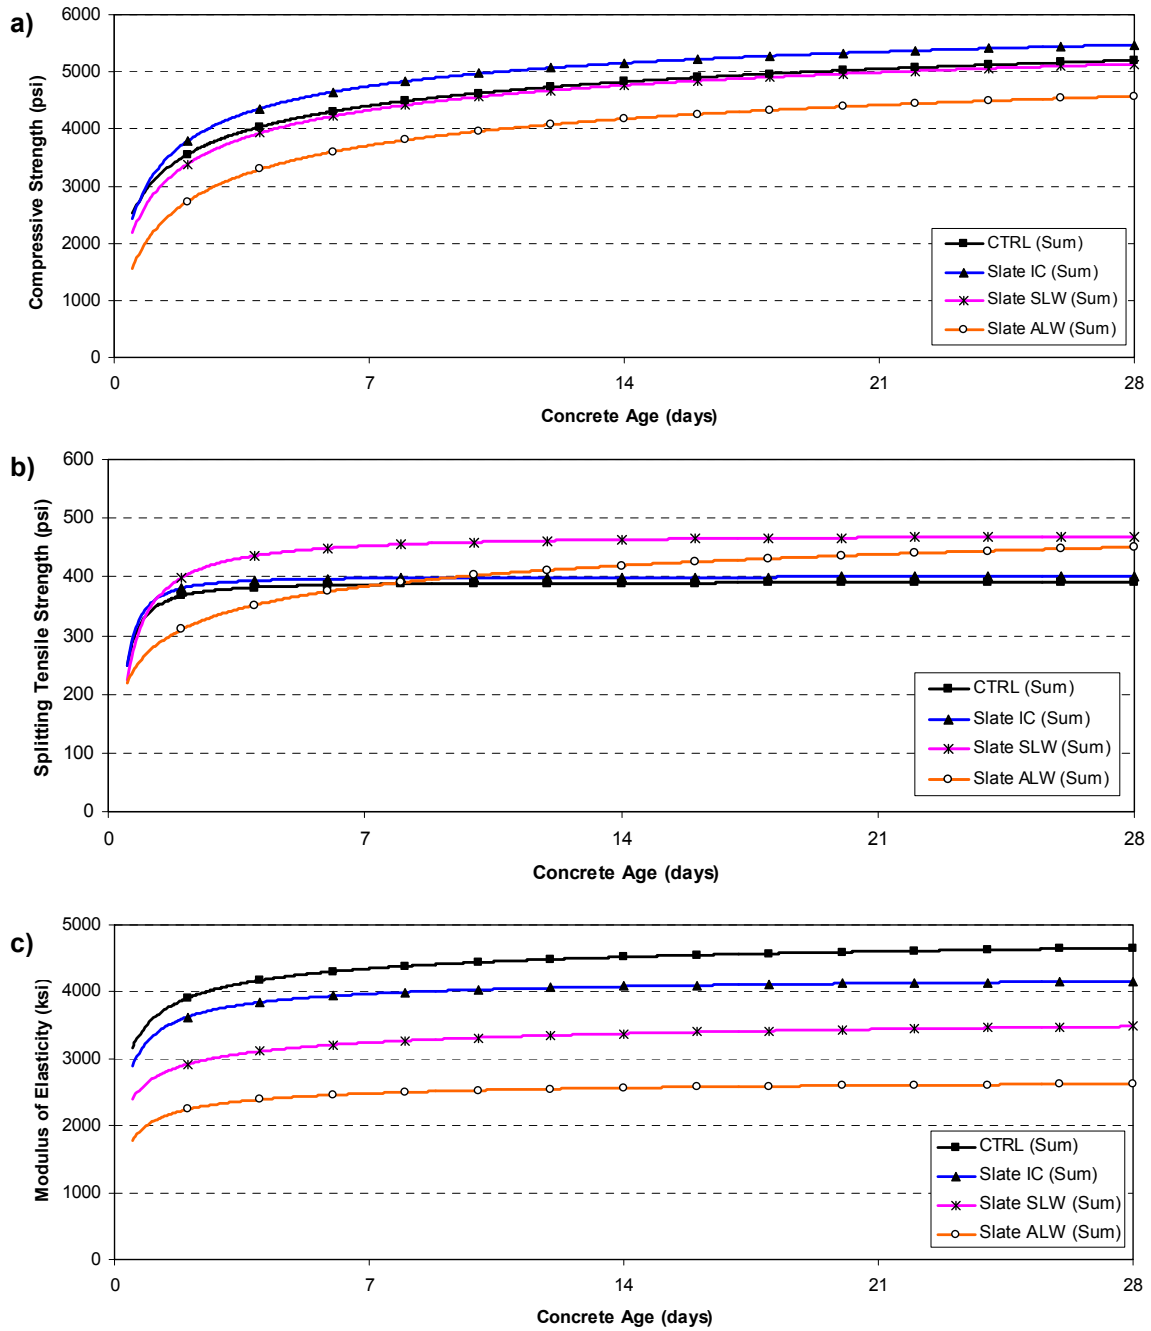 a)
6000
5000
4000
3000
2000
1000
0
Compressive Strength (psi)
CTRL (Sum)
Slate IC (Sum)
Slate SLW (Sum)
Slate ALW (Sum)
0 7 14 21 28
Concrete Age (days)
b)
600
500
400
300
200
100
0
Splitting Tensile Strength (psi)
CTRL (Sum)
Slate IC (Sum)
Slate SLW (Sum)
Slate ALW (Sum)
0 7 14 21 28
Concrete Age (days)
c)
5000
4000
3000
2000
1000
0
Modulus of Elasticity (ksi)
CTRL (Sum)
Slate IC (Sum)
Slate SLW (Sum)
Slate ALW (Sum)
0 7 14 21 28
Concrete Age (days)